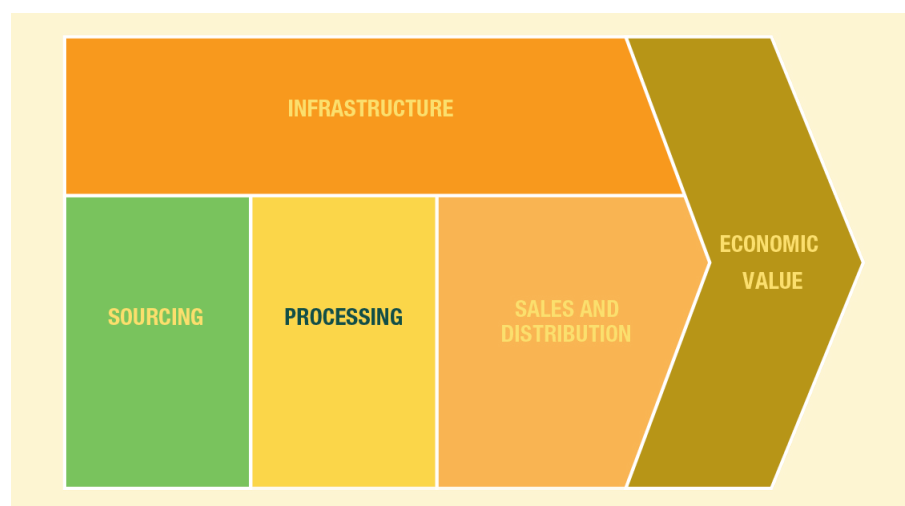 INFRASTRUCTURE
SOURCING
PROCESSING
SALES AND
DISTRIBUTION
ECONOMIC
VALUE